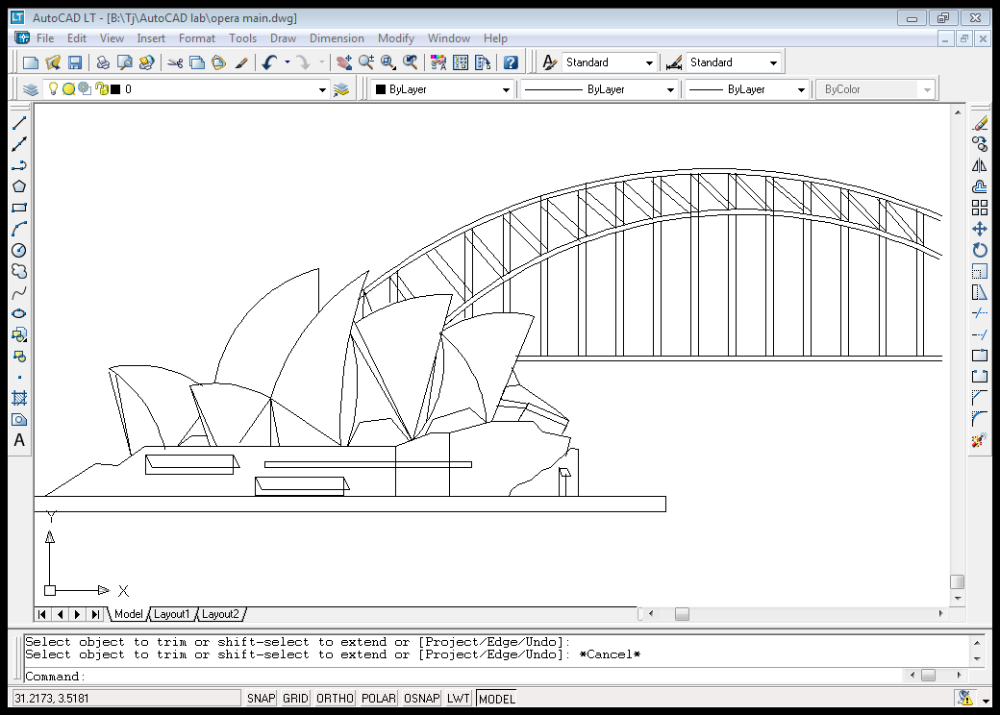 LT AutoCAD LT - [B:\Tj\AutoCAD lab\opera main.dwg]
File Edit View Insert Format Tools Draw Dimension Modify Window Help
Standard Standard
0 ByLayer ByLayer ByLayer ByColor
A
Y
X
Model Layout1 Layout2
Select object to trim or shift-select to extend or [Project/Edge/Undo]:
Select object to trim or shift-select to extend or [Project/Edge/Undo]: *Cancel*
Command:
31.2173, 3.5181 SNAP GRID ORTHO POLAR OSNAP LWT MODEL